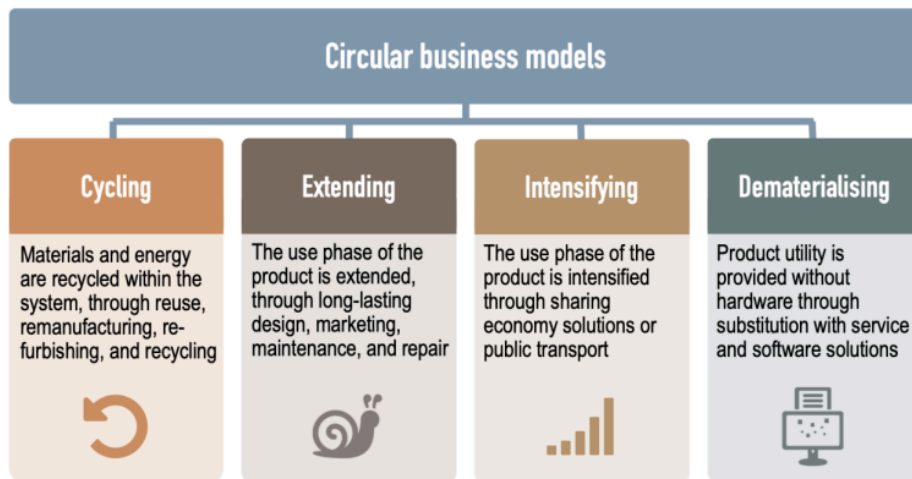 Circular business models
Cycling
Materials and energy
are recycled within the
system, through reuse,
remanufacturing, re-
furbishing, and recycling
Extending
The use phase of the
product is extended,
through long-lasting
design, marketing,
maintenance, and repair
Intensifying
The use phase of the
product is intensified
through sharing
economy solutions or
public transport
Dematerialising
Product utility is
provided without
hardware through
substitution with service
and software solutions